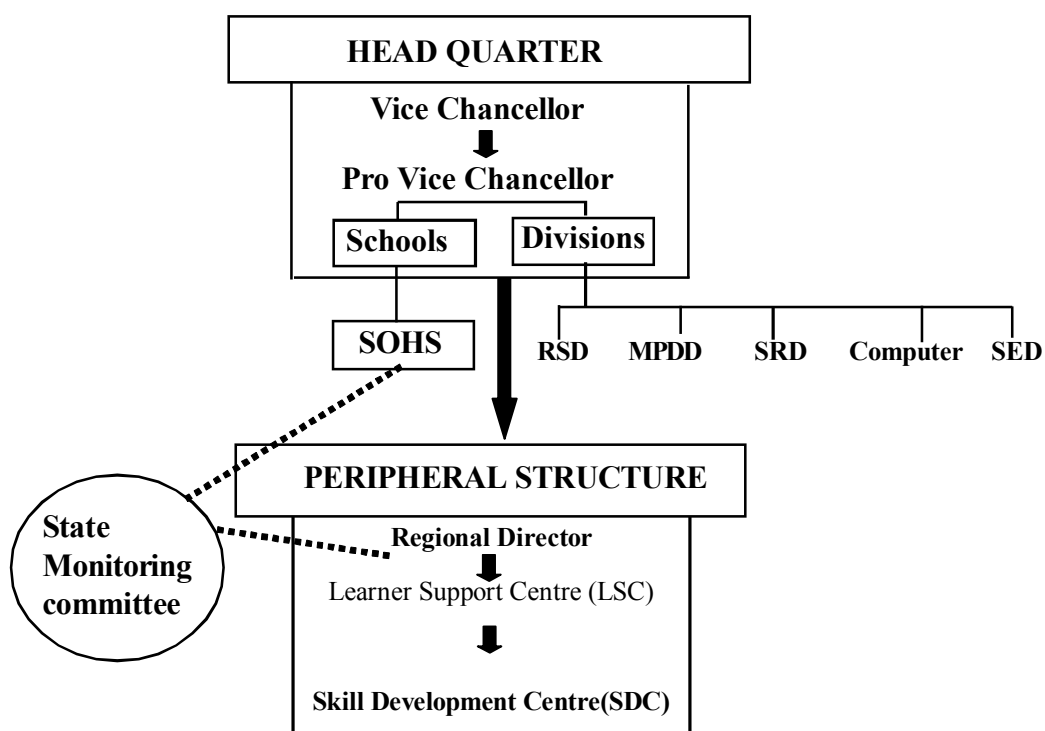 HEAD QUARTER
Vice Chancellor
Pro Vice Chancellor
Schools
Divisions
SOHS
RSD
MPDD
SRD
Computer
SED
PERIPHERAL STRUCTURE
State
Monitoring
committee
Regional Director
Learner Support Centre (LSC)
Skill Development Centre(SDC)